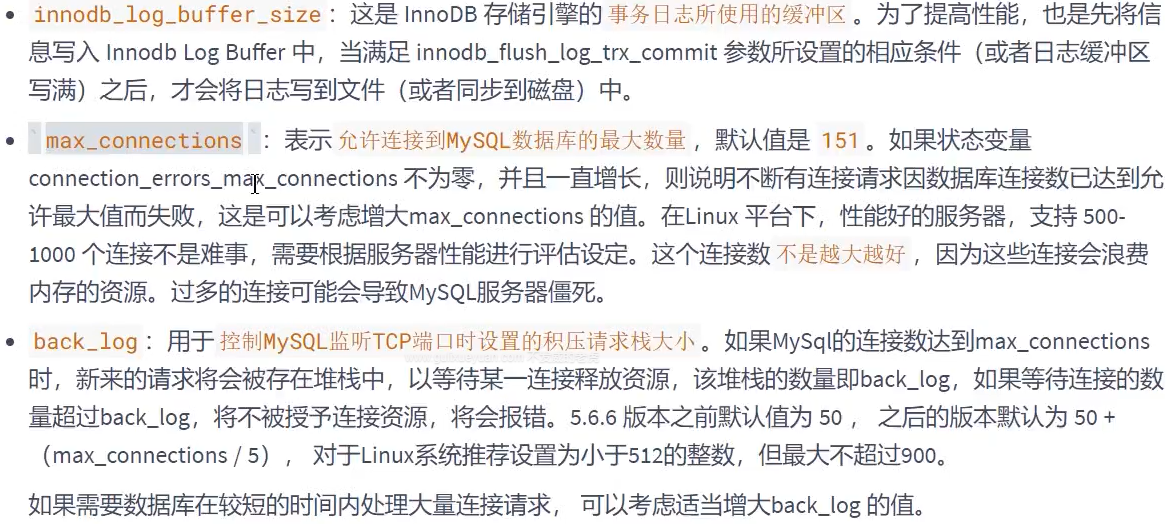 innodb_log_buffer_size：这是 InnoDB 存储引擎的 事务日志所使用的缓冲区 。为了提高性能，也是先将信
息写入 Innodb Log Buffer 中，当满足 innodb_flush_log_trx_commit 参数所设置的相应条件（或者日志缓冲区
写满）之后，才会将日志写到文件（或者同步到磁盘）中。
`max_connections`：表示 允许连接到MySQL数据库的最大数量 ，默认值是 151 。如果状态变量
connection_errors_max_connections 不为零，并且一直增长，则说明不断有连接请求因数据库连接数已达到允
许最大值而失败，这是可以考虑增大max_connections 的值。在Linux 平台下，性能好的服务器，支持 500-
1000 个连接不是难事，需要根据服务器性能进行评估设定。这个连接数 不是越大越好 ，因为这些连接会浪费
内存的资源。过多的连接可能会导致MySQL服务器僵死。
back_log：用于 控制MySQL监听TCP端口时设置的积压请求栈大小 。如果MySql的连接数达到max_connections
时，新来的请求将会被存在堆栈中，以等待某一连接释放资源，该堆栈的数量即back_log，如果等待连接的数
量超过back_log，将不被授予连接资源，将会报错。5.6.6 版本之前默认值为 50 ， 之后的版本默认为 50 +
（max_connections / 5）， 对于Linux系统推荐设置为小于512的整数，但最大不超过900。
如果需要数据库在较短的时间内处理大量连接请求， 可以考虑适当增大back_log 的值。